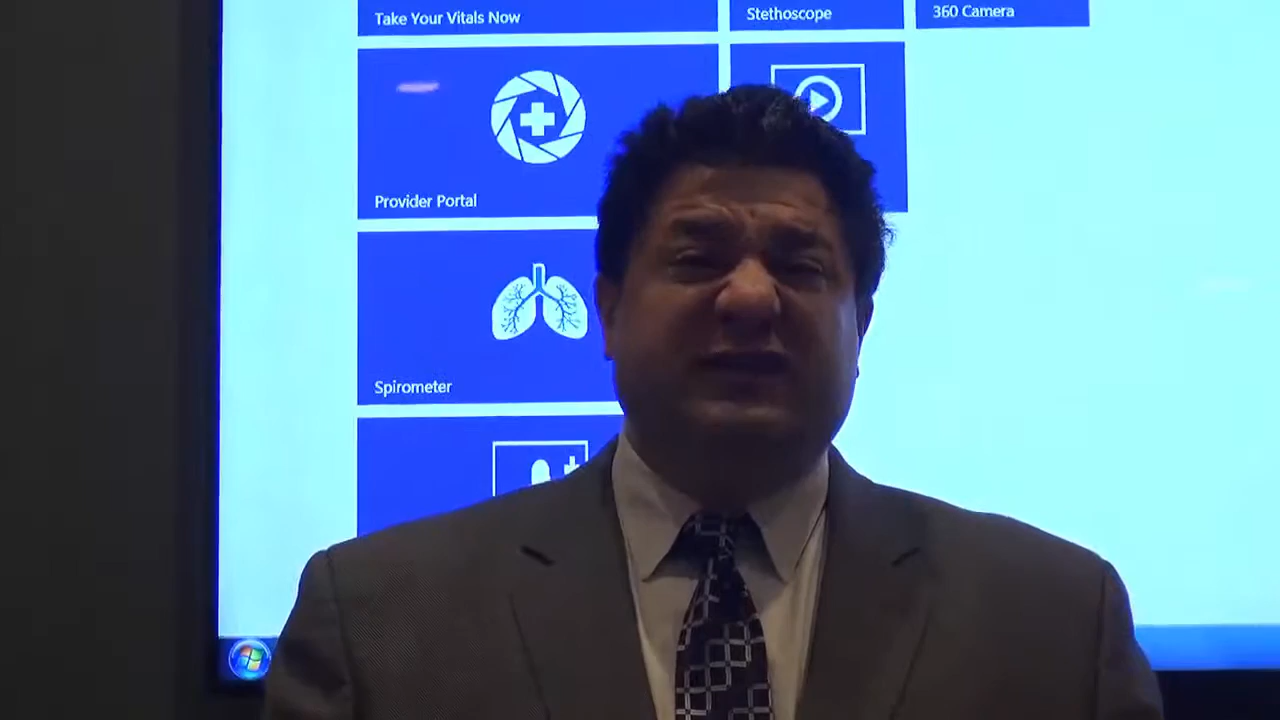 Take Your Vitals Now
Stethoscope
360 Camera
Provider Portal
Spirometer